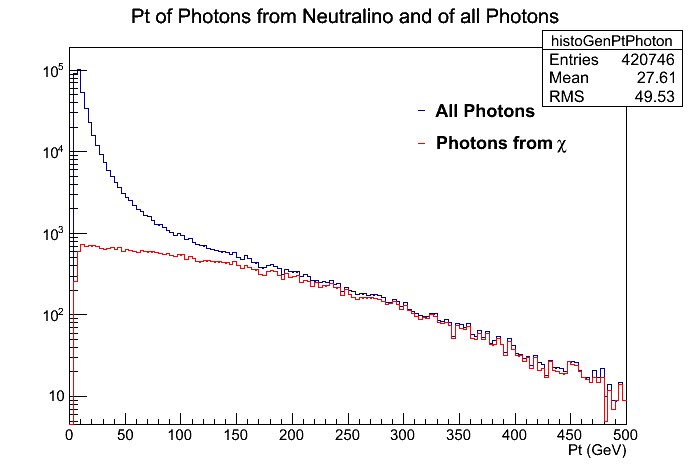 Pt of Photons from Neutralino and of all Photons
histoGenPtPhoton
Entries 420746
Mean 27.61
RMS 49.53
All Photons
Photons from χ
10⁵
10⁴
10³
10²
10
0 50 100 150 200 250 300 350 400 450 500
Pt (GeV)